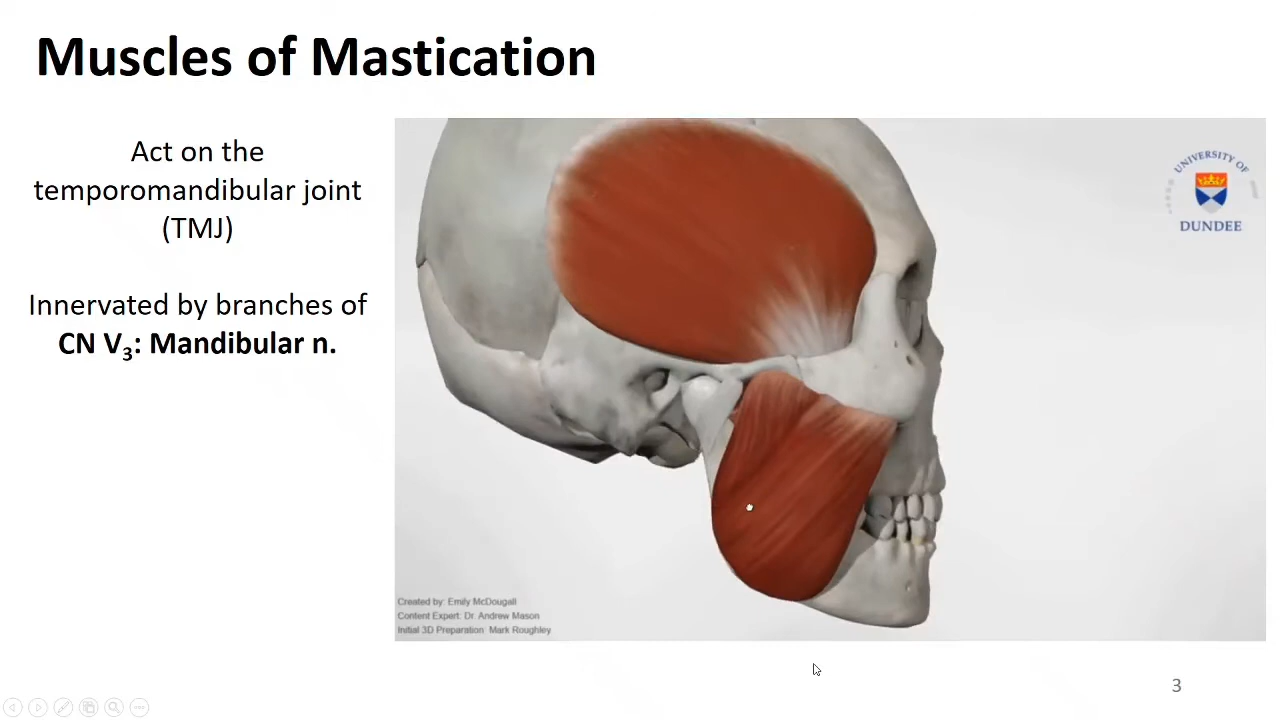 Muscles of Mastication
Act on the
temporomandibular joint
(TMJ)
Innervated by branches of
CN V₃: Mandibular n.
UNIVERSITY OF
DUNDEE
Created by: Emily McDougall
Content Expert: Dr. Andrew Mason
Initial 3D Preparation: Mark Roughley
3